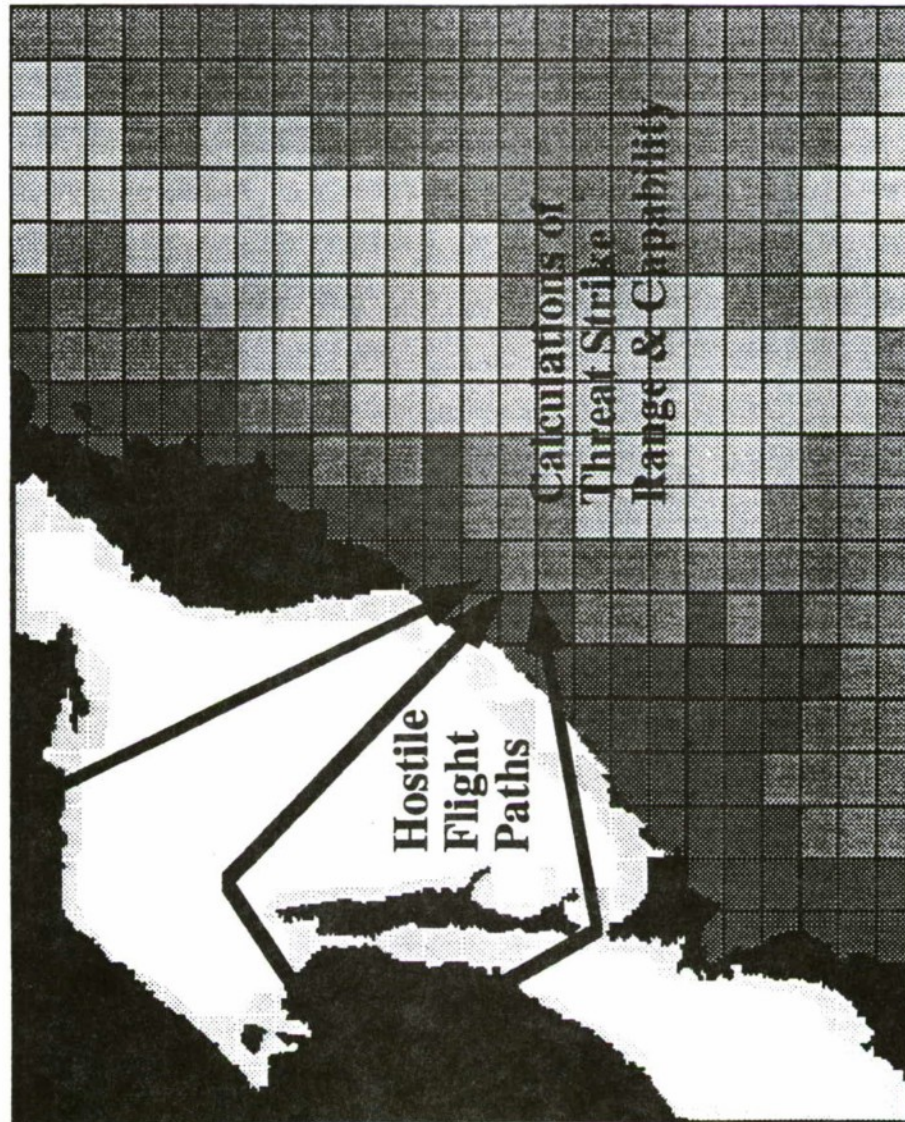 Hostile
Flight
Paths
Calculations of
Threat Strike
Range & Capability